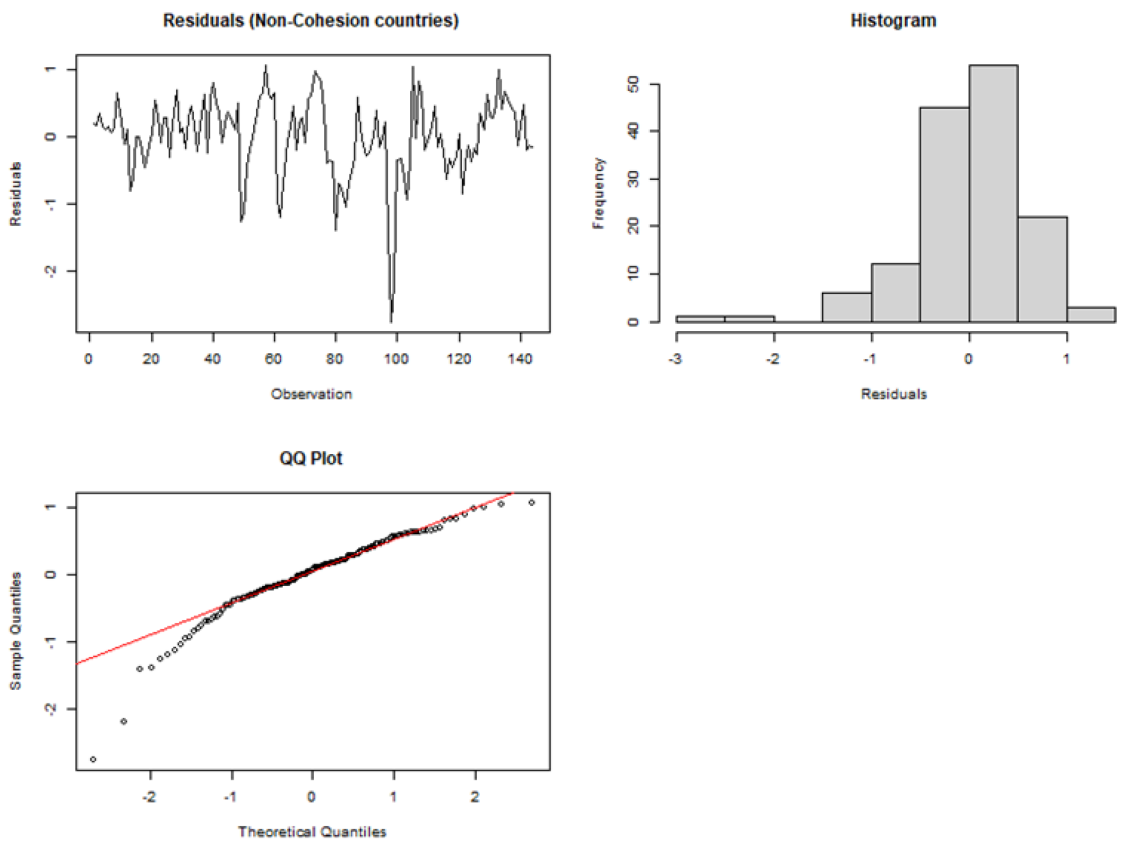 Residuals (Non-Cohesion countries)
Residuals
1
0
-1
-2
0 20 40 60 80 100 120 140
Observation
Histogram
Frequency
50
40
30
20
10
0
-3 -2 -1 0 1
Residuals
QQ Plot
Sample Quantiles
1
0
-1
-2
-2 -1 0 1 2
Theoretical Quantiles